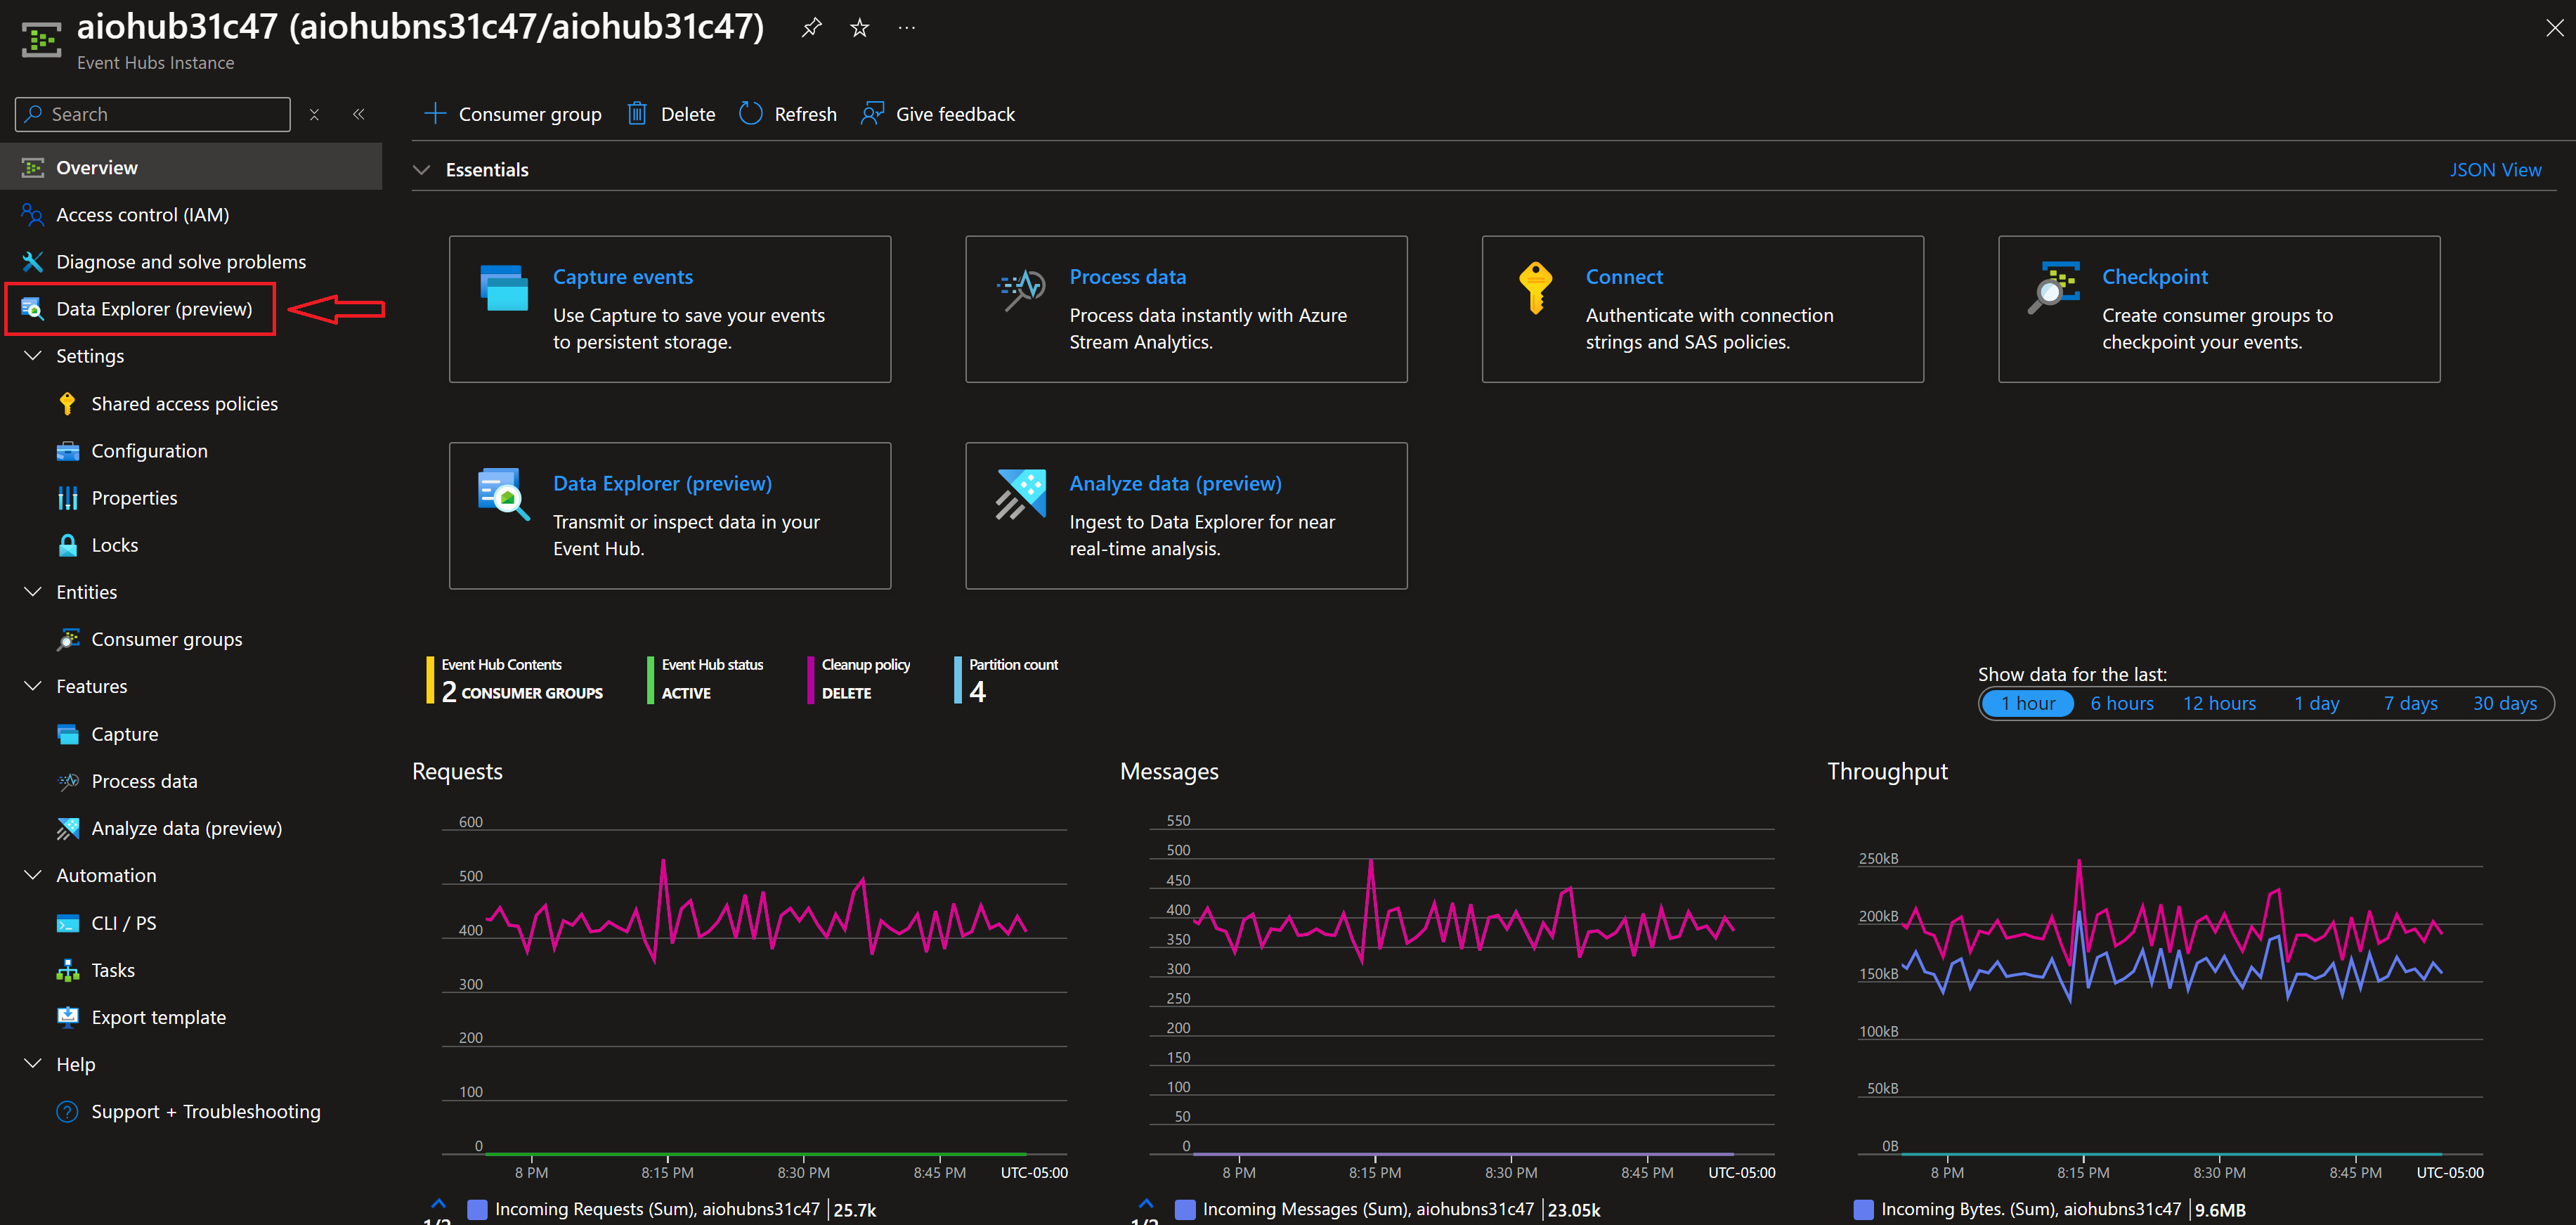 aiohub31c47 (aiohubns31c47/aiohub31c47)
Event Hubs Instance
Search
Consumer group
Delete
Refresh
Give feedback
Overview
Access control (IAM)
Diagnose and solve problems
Data Explorer (preview)
Settings
Shared access policies
Configuration
Properties
Locks
Entities
Consumer groups
Features
Capture
Process data
Analyze data (preview)
Automation
CLI / PS
Tasks
Export template
Help
Support + Troubleshooting
Essentials
JSON View
Capture events
Use Capture to save your events
to persistent storage.
Process data
Process data instantly with Azure
Stream Analytics.
Connect
Authenticate with connection
strings and SAS policies.
Checkpoint
Create consumer groups to
checkpoint your events.
Data Explorer (preview)
Transmit or inspect data in your
Event Hub.
Analyze data (preview)
Ingest to Data Explorer for near
real-time analysis.
Event Hub Contents
2 CONSUMER GROUPS
Event Hub status
ACTIVE
Cleanup policy
DELETE
Partition count
4
Show data for the last:
1 hour
6 hours
12 hours
1 day
7 days
30 days
Requests
600
500
400
300
200
100
0
8 PM
8:15 PM
8:30 PM
8:45 PM
UTC-05:00
Incoming Requests (Sum), aiohubns31c47
25.7k
Messages
550
500
450
400
350
300
250
200
150
100
50
0
8 PM
8:15 PM
8:30 PM
8:45 PM
UTC-05:00
Incoming Messages (Sum), aiohubns31c47
23.05k
Throughput
250kB
200kB
150kB
100kB
50kB
0B
8 PM
8:15 PM
8:30 PM
8:45 PM
UTC-05:00
Incoming Bytes. (Sum), aiohubns31c47
9.6MB